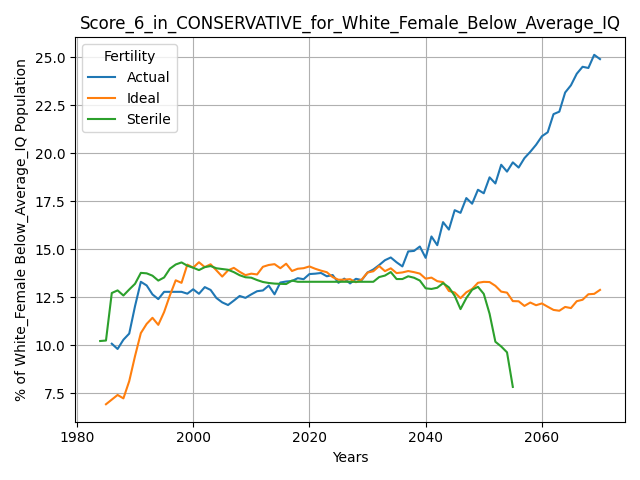 Score_6_in_CONSERVATIVE_for_White_Female_Below_Average_IQ
Fertility
Actual
Ideal
Sterile
% of White_Female Below_Average_IQ Population
25.0
22.5
20.0
17.5
15.0
12.5
10.0
7.5
1980
2000
2020
2040
2060
Years